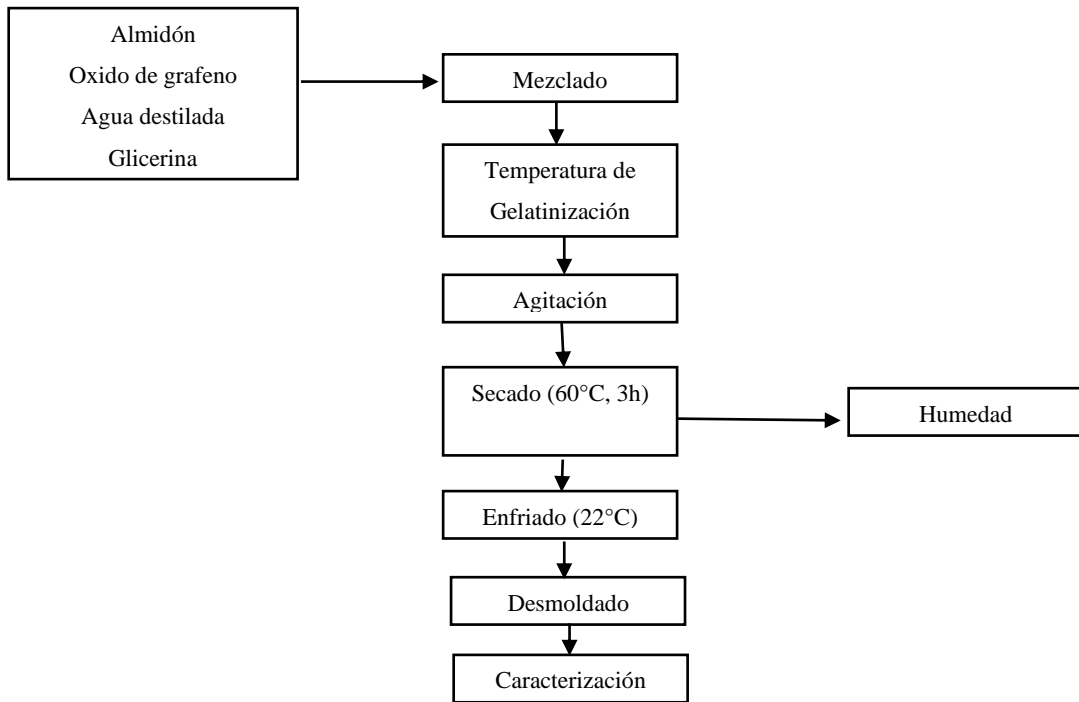 Almidón
Oxido de grafeno
Agua destilada
Glicerina
Mezclado
Temperatura de
Gelatinización
Agitación
Secado (60°C, 3h)
Humedad
Enfriado (22°C)
Desmoldado
Caracterización